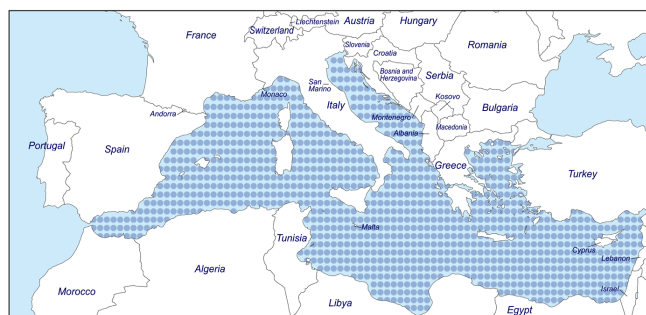 Liechtenstein
Austria
Hungary
France
Switzerland
Slovenia
Romania
Croatia
Bosnia and
Herzegovina
Serbia
San
Marino
Monaco
Italy
Kosovo
Bulgaria
Andorra
Montenegro
Macedonia
Albania
Portugal
Spain
Greece
Turkey
Malta
Tunisia
Cyprus
Lebanon
Algeria
Israel
Morocco
Libya
Egypt